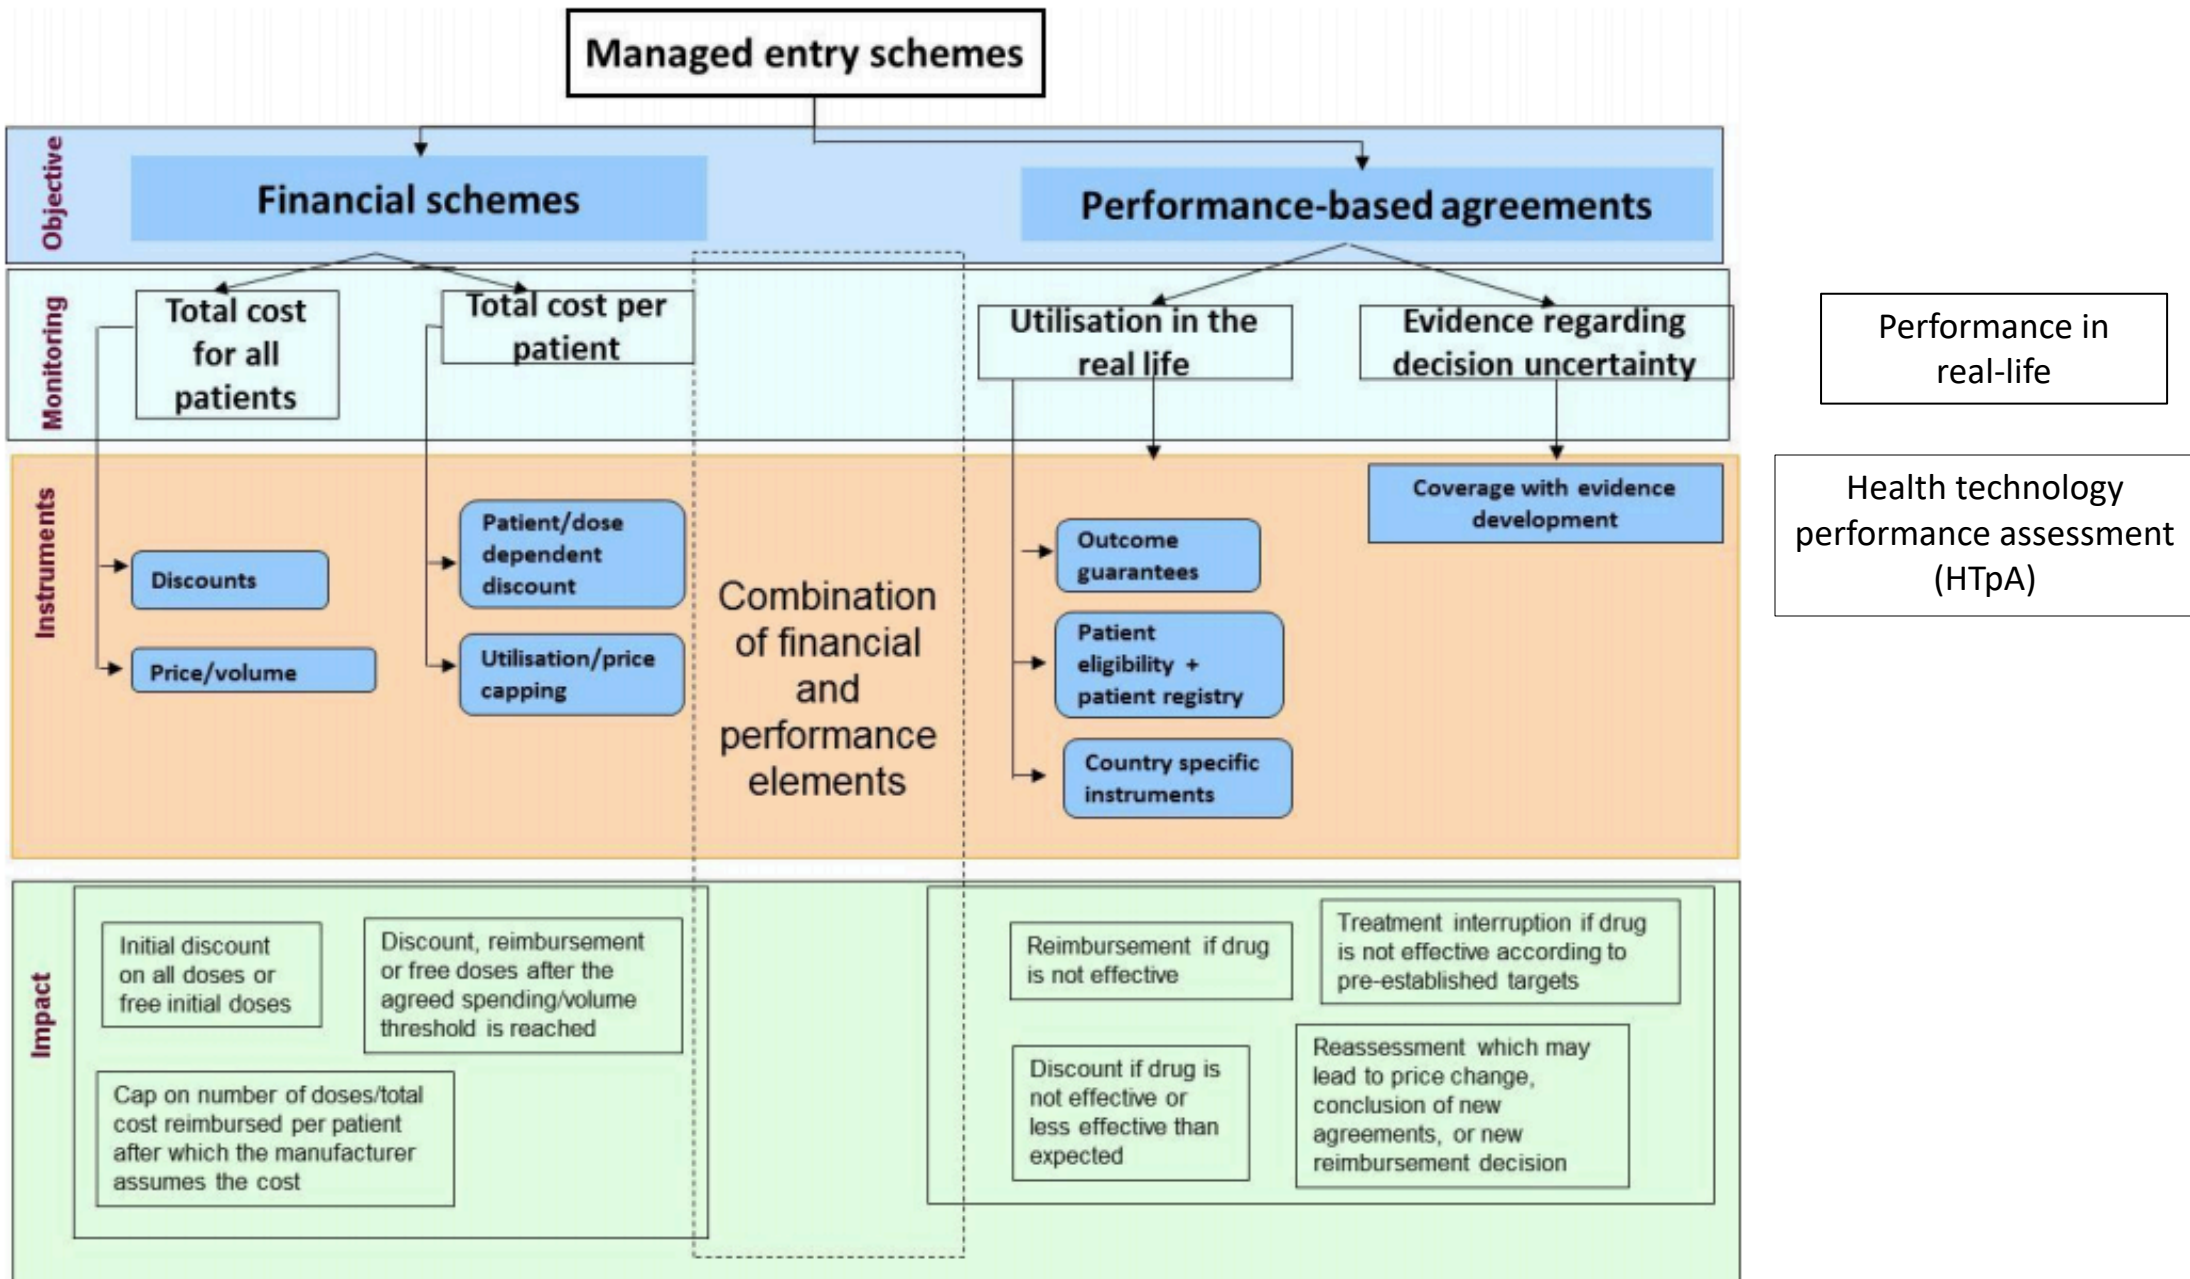 Managed entry schemes
Objective
Financial schemes
Performance-based agreements
Monitoring
Total cost
for all
patients
Total cost per
patient
Utilisation in the
real life
Evidence regarding
decision uncertainty
Performance in
real-life
Instruments
Discounts
Price/volume
Patient/dose
dependent
discount
Utilisation/price
capping
Combination
of financial
and
performance
elements
Outcome
guarantees
Patient
eligibility +
patient registry
Country specific
instruments
Coverage with evidence
development
Health technology
performance assessment
(HTpA)
Impact
Initial discount
on all doses or
free initial doses
Discount, reimbursement
or free doses after the
agreed spending/volume
threshold is reached
Cap on number of doses/total
cost reimbursed per patient
after which the manufacturer
assumes the cost
Reimbursement if drug
is not effective
Treatment interruption if drug
is not effective according to
pre-established targets
Discount if drug is
not effective or
less effective than
expected
Reassessment which may
lead to price change,
conclusion of new
agreements, or new
reimbursement decision